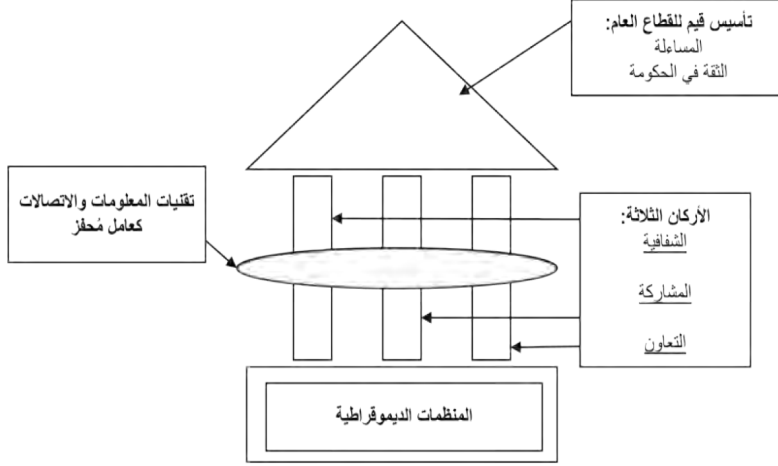 تأسيس قيم للقطاع العام:
المساءلة
الثقة في الحكومة
تقنيات المعلومات والاتصالات
كعامل مُحفز
الأركان الثلاثة:
الشفافية
المشاركة
التعاون
المنظمات الديموقراطية